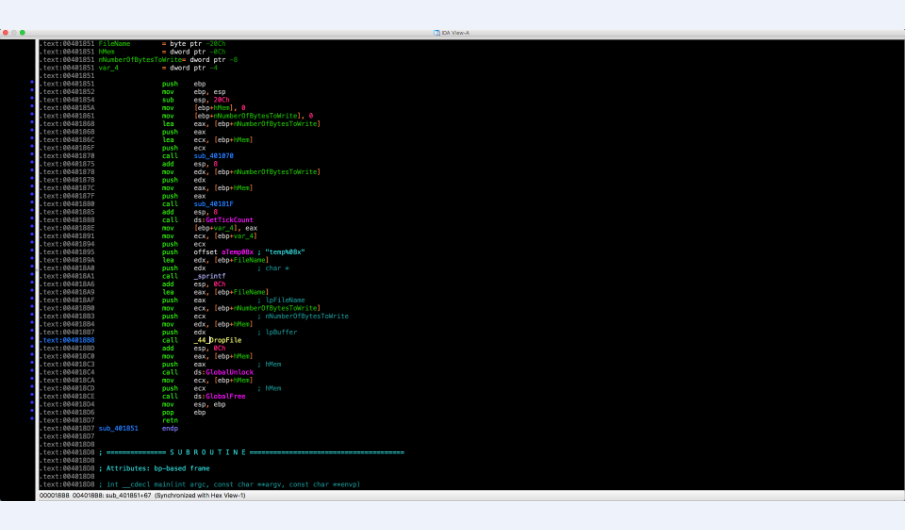 IDA View-A
.text:00401851 FileName = byte ptr -20Ch
.text:00401851 hMem = dword ptr -0Ch
.text:00401851 nNumberOfBytesToWrite= dword ptr -8
.text:00401851 var_4 = dword ptr -4
.text:00401851
.text:00401851 push ebp
.text:00401852 mov ebp, esp
.text:00401854 sub esp, 20Ch
.text:0040185A mov [ebp+hMem], 0
.text:00401861 mov [ebp+nNumberOfBytesToWrite], 0
.text:00401868 lea eax, [ebp+nNumberOfBytesToWrite]
.text:0040186B push eax
.text:0040186C lea ecx, [ebp+hMem]
.text:0040186F push ecx
.text:00401870 call sub_401070
.text:00401875 add esp, 8
.text:00401878 mov edx, [ebp+nNumberOfBytesToWrite]
.text:0040187B push edx
.text:0040187C mov eax, [ebp+hMem]
.text:0040187F push eax
.text:00401880 call sub_40181F
.text:00401885 add esp, 8
.text:00401888 call ds:GetTickCount
.text:0040188E mov [ebp+var_4], eax
.text:00401891 mov ecx, [ebp+var_4]
.text:00401894 push ecx
.text:00401895 push offset aTemp08x ; "temp%08x"
.text:0040189A lea edx, [ebp+FileName]
.text:004018A0 push edx ; char *
.text:004018A1 call _sprintf
.text:004018A6 add esp, 0Ch
.text:004018A9 lea eax, [ebp+FileName]
.text:004018AF push eax ; lpFileName
.text:004018B0 mov ecx, [ebp+nNumberOfBytesToWrite]
.text:004018B3 push ecx ; nNumberOfBytesToWrite
.text:004018B4 mov edx, [ebp+hMem]
.text:004018B7 push edx ; lpBuffer
.text:004018B8 call _44_DropFile
.text:004018BD add esp, 0Ch
.text:004018C0 mov eax, [ebp+hMem]
.text:004018C3 push eax ; hMem
.text:004018C4 call ds:GlobalUnlock
.text:004018CA mov ecx, [ebp+hMem]
.text:004018CD push ecx ; hMem
.text:004018CE call ds:GlobalFree
.text:004018D4 mov esp, ebp
.text:004018D6 pop ebp
.text:004018D7 retn
.text:004018D7 sub_401851 endp
.text:004018D7
.text:004018D8
.text:004018D8 ; =============== S U B R O U T I N E =======================================
.text:004018D8
.text:004018D8 ; Attributes: bp-based frame
.text:004018D8
.text:004018D8 ; int __cdecl main(int argc, const char **argv, const char **envp)
000018B8 004018B8: sub_401851+67 (Synchronized with Hex View-1)